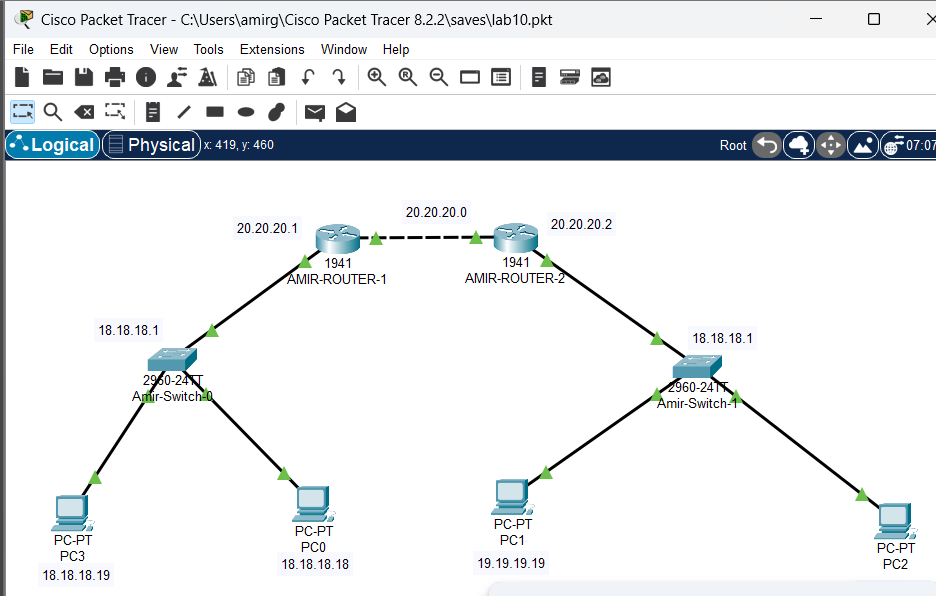 Cisco Packet Tracer - C:\Users\amirg\Cisco Packet Tracer 8.2.2\saves\lab10.pkt
File Edit Options View Tools Extensions Window Help
Logical Physical x: 419, y: 460 Root 07:07
20.20.20.0
20.20.20.1 20.20.20.2
1941 1941
AMIR-ROUTER-1 AMIR-ROUTER-2
18.18.18.1 18.18.18.1
2960-24TT 2960-24TT
Amir-Switch-0 Amir-Switch-1
PC-PT
PC3
18.18.18.19
PC-PT
PC0
18.18.18.18
PC-PT
PC1
19.19.19.19
PC-PT
PC2